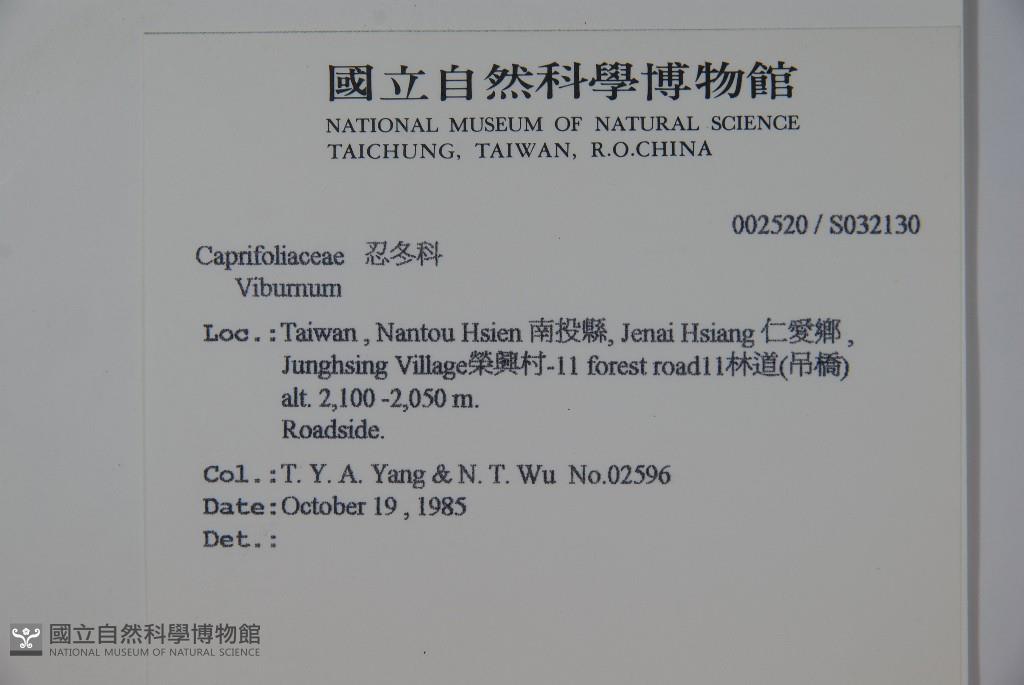 國立自然科學博物館
NATIONAL MUSEUM OF NATURAL SCIENCE
TAICHUNG, TAIWAN, R.O.CHINA
002520 / S032130
Caprifoliaceae 忍冬科
Viburnum
Loc.: Taiwan , Nantou Hsien 南投縣, Jenai Hsiang 仁愛鄉 ,
Junghsing Village榮興村-11 forest road11林道(吊橋)
alt. 2,100 -2,050 m.
Roadside.
Col.: T. Y. A. Yang & N. T. Wu No.02596
Date: October 19 , 1985
Det.:
國立自然科學博物館
NATIONAL MUSEUM OF NATURAL SCIENCE